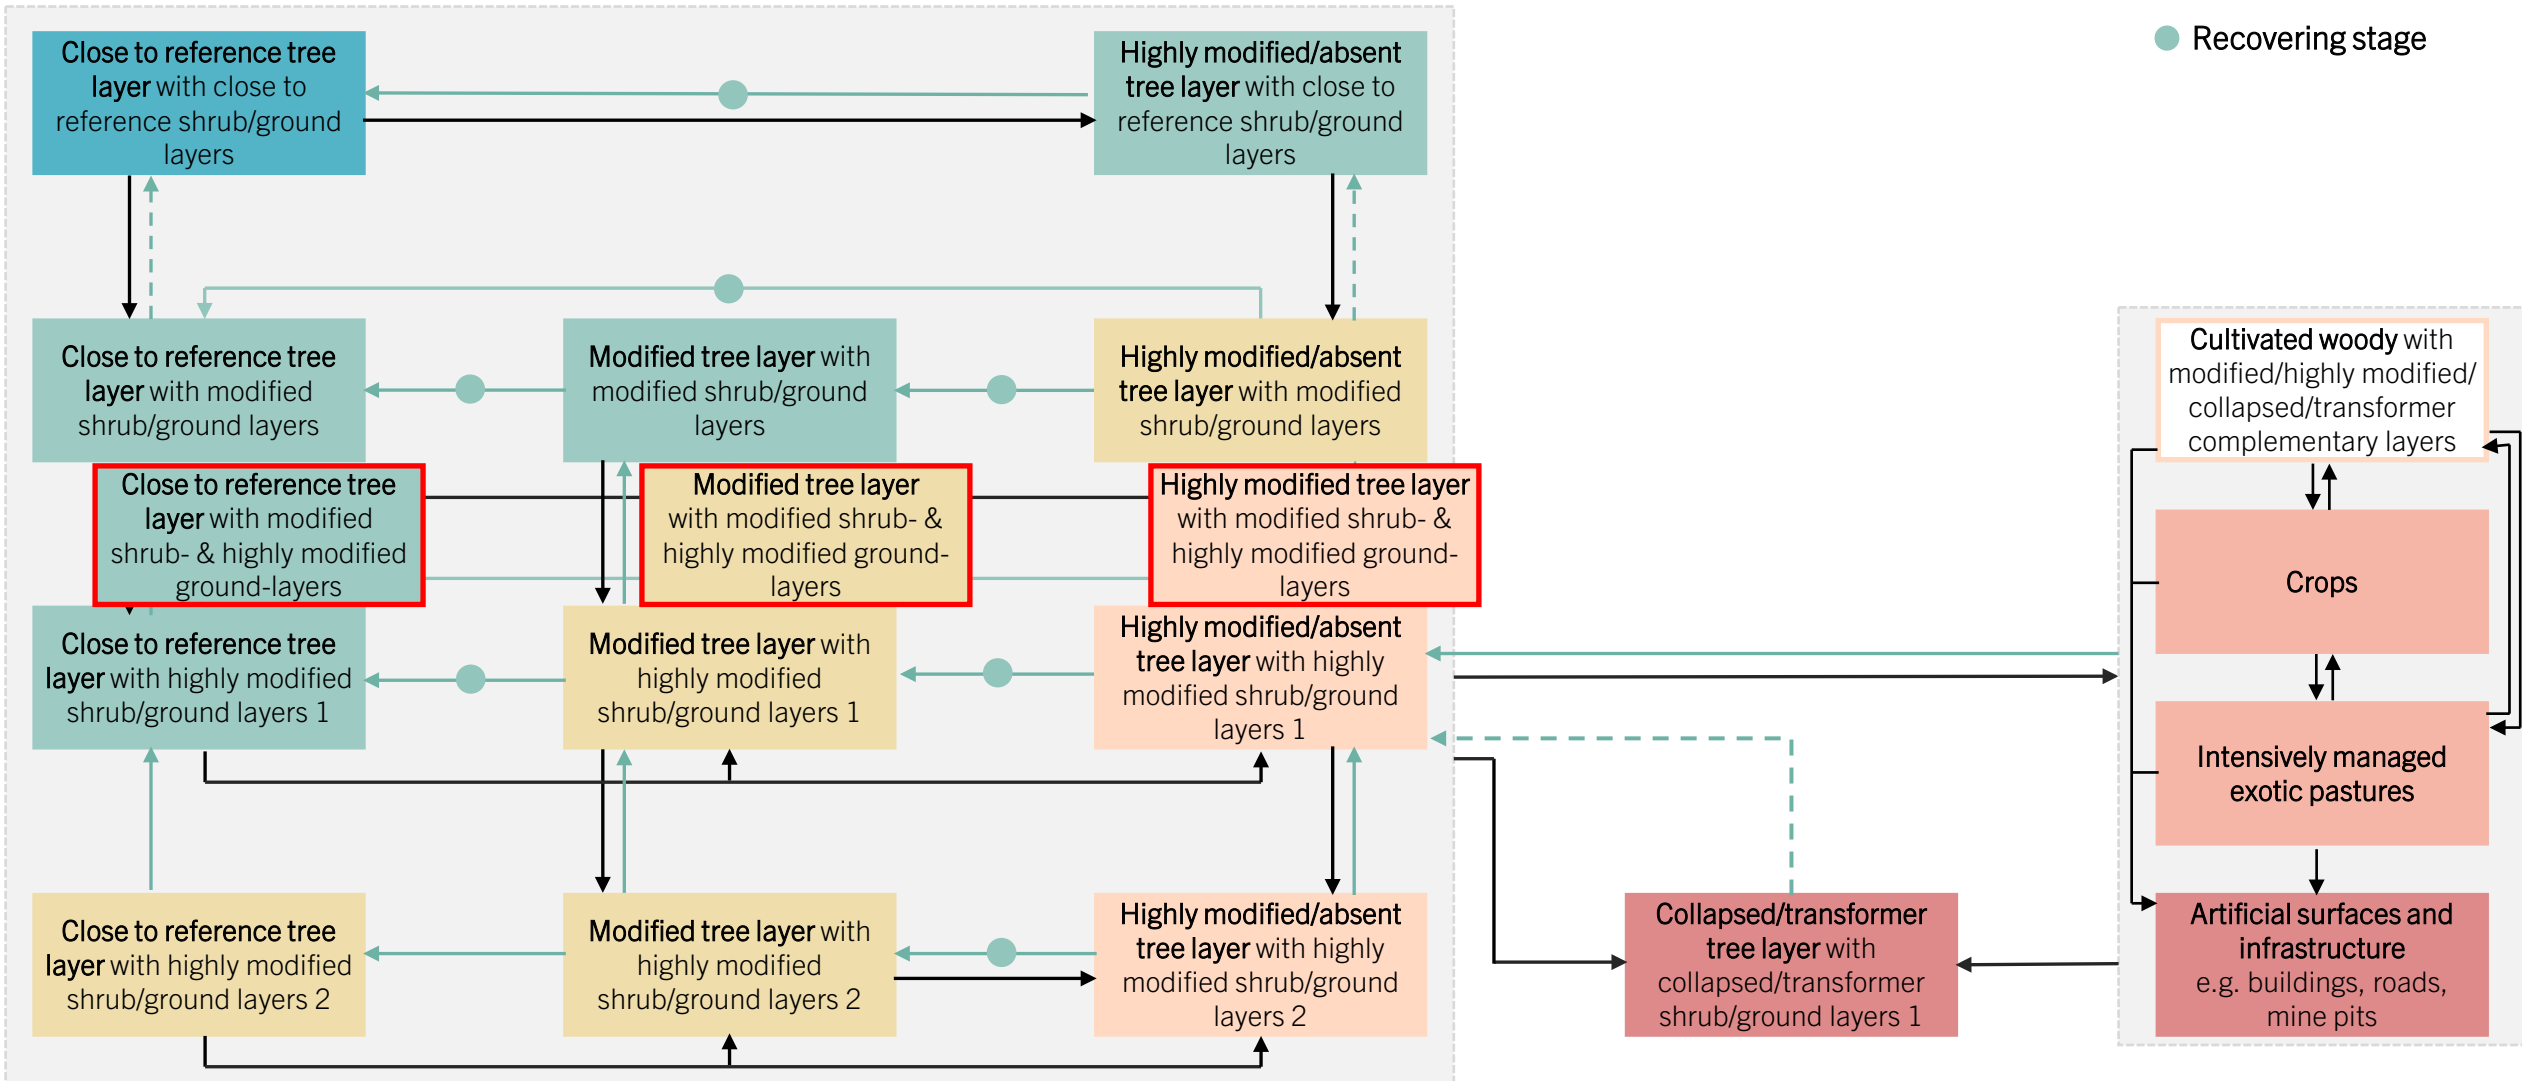 Close to reference tree
layer with close to
reference shrub/ground
layers
Highly modified/absent
tree layer with close to
reference shrub/ground
layers
Recovering stage
Close to reference tree
layer with modified
shrub/ground layers
Modified tree layer with
modified shrub/ground
layers
Highly modified/absent
tree layer with modified
shrub/ground layers
Cultivated woody with
modified/highly modified/
collapsed/transformer
complementary layers
Close to reference tree
layer with modified
shrub- & highly modified
ground-layers
Modified tree layer
with modified shrub- &
highly modified ground-
layers
Highly modified tree layer
with modified shrub- &
highly modified ground-
layers
Crops
Close to reference tree
layer with highly modified
shrub/ground layers 1
Modified tree layer with
highly modified
shrub/ground layers 1
Highly modified/absent
tree layer with highly
modified shrub/ground
layers 1
Intensively managed
exotic pastures
Close to reference tree
layer with highly modified
shrub/ground layers 2
Modified tree layer with
highly modified
shrub/ground layers 2
Highly modified/absent
tree layer with highly
modified shrub/ground
layers 2
Collapsed/transformer
tree layer with
collapsed/transformer
shrub/ground layers 1
Artificial surfaces and
infrastructure
e.g. buildings, roads,
mine pits